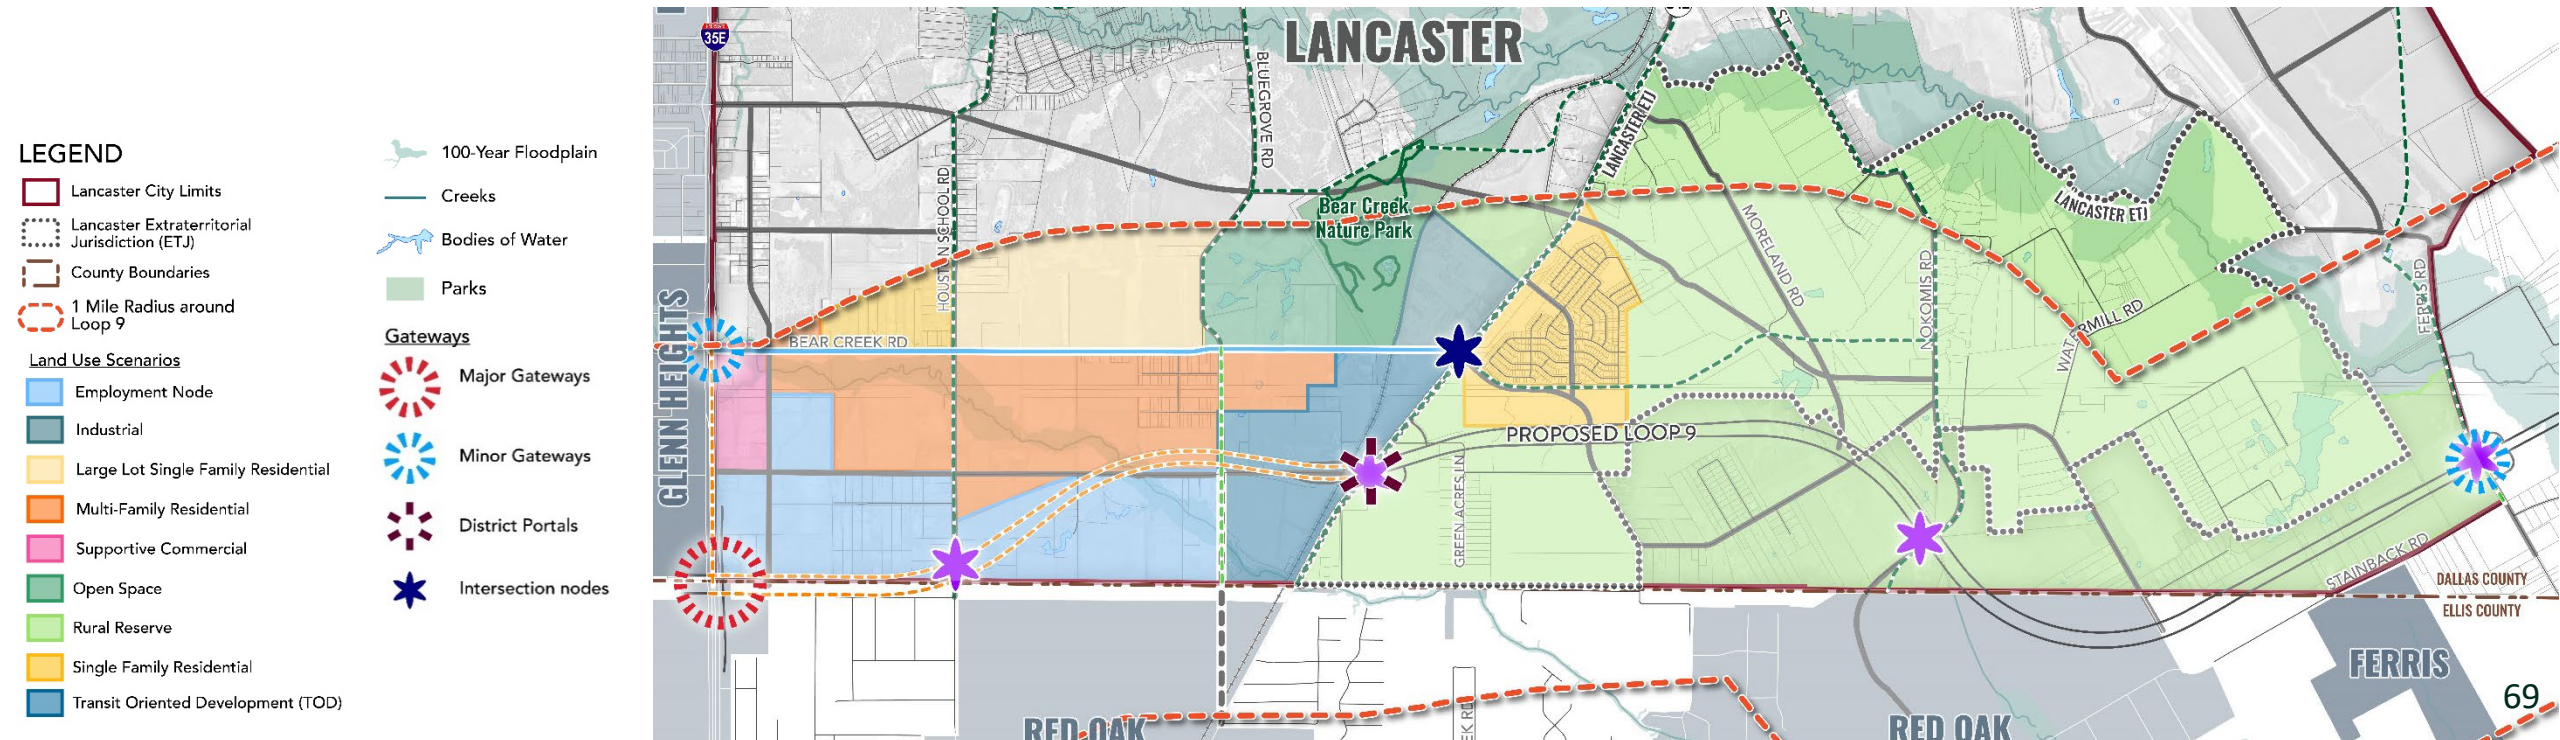 LEGEND
Lancaster City Limits
Lancaster Extraterritorial
Jurisdiction (ETJ)
County Boundaries
1 Mile Radius around
Loop 9
Land Use Scenarios
Employment Node
Industrial
Large Lot Single Family Residential
Multi-Family Residential
Supportive Commercial
Open Space
Rural Reserve
Single Family Residential
Transit Oriented Development (TOD)
100-Year Floodplain
Creeks
Bodies of Water
Parks
Gateways
Major Gateways
Minor Gateways
District Portals
Intersection nodes
35E
LANCASTER
ST
BLUEGROVE RD
LANCASTER ETJ
HOUSTON SCHOOL RD
Bear Creek
Nature Park
MORELAND RD
NOKOMIS RD
LANCASTER ETJ
FERRIS RD
WATERMILL RD
GLENN HEIGHTS
BEAR CREEK RD
PROPOSED LOOP 9
GREEN ACRES LN
STAINBACK RD
DALLAS COUNTY
ELLIS COUNTY
FERRIS
RED OAK
EK RD
RED OAK
69